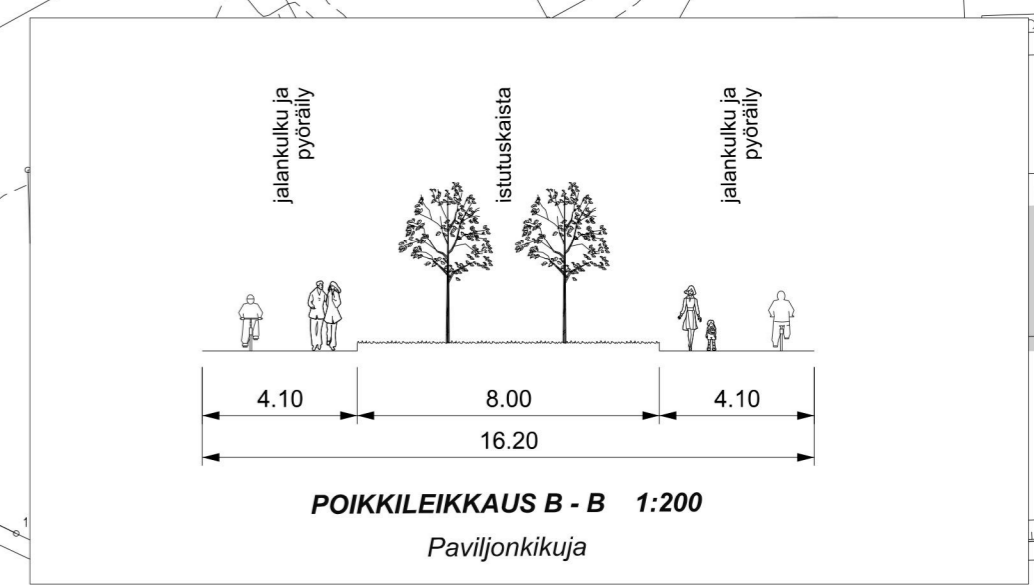 jalankulku ja
pyöräily
istutuskaista
jalankulku ja
pyöräily
4.10
8.00
4.10
16.20
POIKKILEIKKAUS B - B 1:200
Paviljonkikuja
1